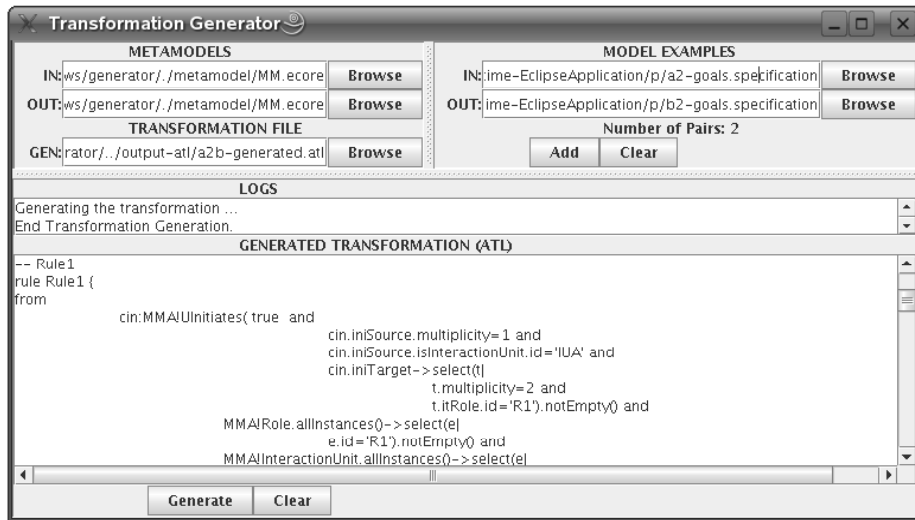 Transformation Generator
METAMODELS
IN: ws/generator/./metamodel/MM.ecore Browse
OUT: ws/generator/./metamodel/MM.ecore Browse
TRANSFORMATION FILE
GEN: rator/../output-atl/a2b-generated.atl Browse
MODEL EXAMPLES
IN: :ime-EclipseApplication/p/a2-goals.specification Browse
OUT: ime-EclipseApplication/p/b2-goals.specification Browse
Number of Pairs: 2
Add Clear
LOGS
Generating the transformation ...
End Transformation Generation.
GENERATED TRANSFORMATION (ATL)
-- Rule1
rule Rule1 {
from
cin:MMA!UInitiates( true and
cin.iniSource.multiplicity=1 and
cin.iniSource.isInteractionUnit.id='IUA' and
cin.iniTarget->select(t|
t.multiplicity=2 and
t.itRole.id='R1').notEmpty() and
MMA!Role.allInstances()->select(e|
e.id='R1').notEmpty() and
MMA!InteractionUnit.allInstances()->select(e|
Generate Clear